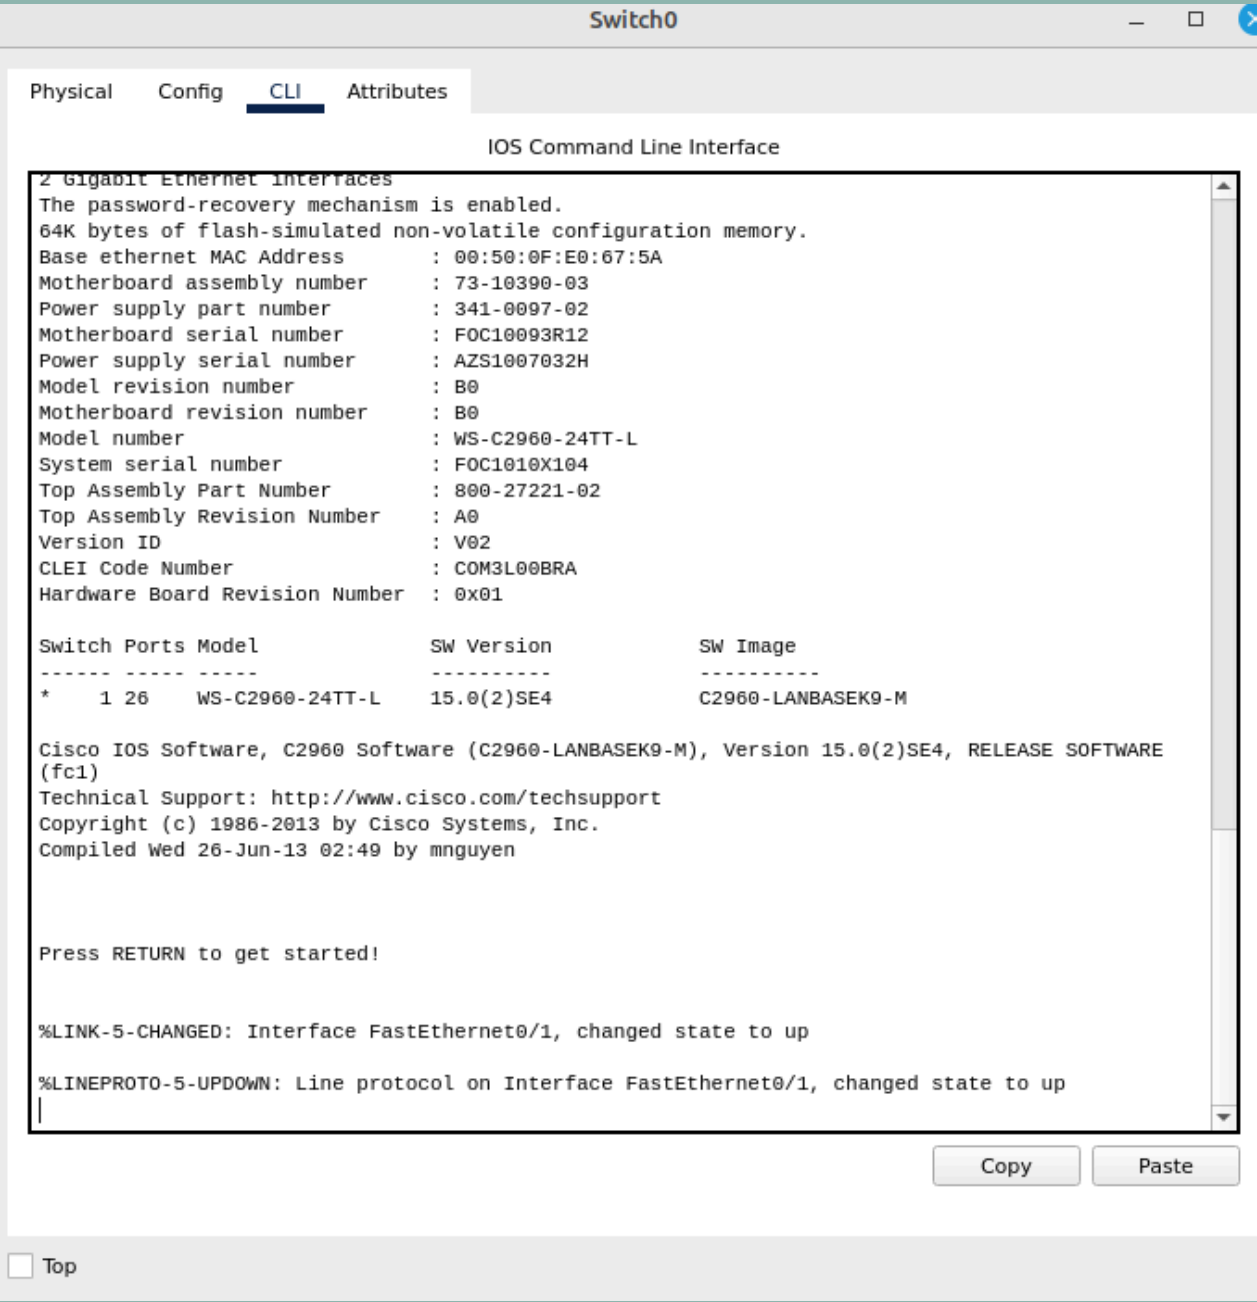 Switch0
Physical Config CLI Attributes
IOS Command Line Interface
2 Gigabit Ethernet interfaces
The password-recovery mechanism is enabled.
64K bytes of flash-simulated non-volatile configuration memory.
Base ethernet MAC Address       : 00:50:0F:E0:67:5A
Motherboard assembly number     : 73-10390-03
Power supply part number        : 341-0097-02
Motherboard serial number       : FOC10093R12
Power supply serial number      : AZS1007032H
Model revision number           : B0
Motherboard revision number     : B0
Model number                    : WS-C2960-24TT-L
System serial number            : FOC1010X104
Top Assembly Part Number        : 800-27221-02
Top Assembly Revision Number    : A0
Version ID                      : V02
CLEI Code Number                : COM3L00BRA
Hardware Board Revision Number  : 0x01
Switch Ports Model              SW Version            SW Image
------ ----- -----              ----------            ----------
*    1 26    WS-C2960-24TT-L    15.0(2)SE4            C2960-LANBASEK9-M
Cisco IOS Software, C2960 Software (C2960-LANBASEK9-M), Version 15.0(2)SE4, RELEASE SOFTWARE
(fc1)
Technical Support: http://www.cisco.com/techsupport
Copyright (c) 1986-2013 by Cisco Systems, Inc.
Compiled Wed 26-Jun-13 02:49 by mnguyen
Press RETURN to get started!
%LINK-5-CHANGED: Interface FastEthernet0/1, changed state to up
%LINEPROTO-5-UPDOWN: Line protocol on Interface FastEthernet0/1, changed state to up
Copy Paste
Top